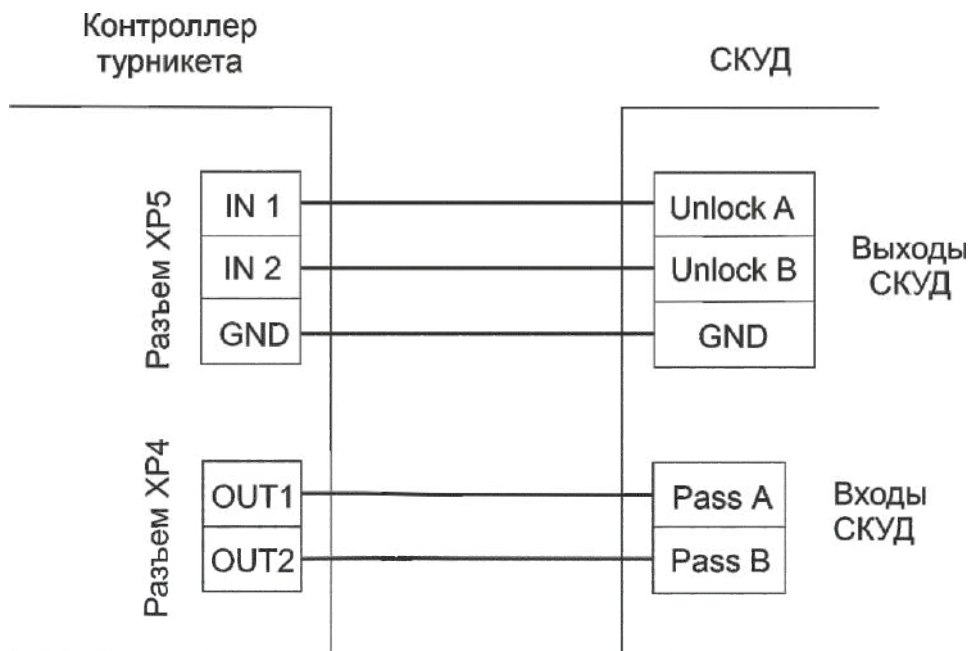 Контроллер
турникета
СКУД
Разъем XP5
IN 1
IN 2
GND
Unlock A
Unlock B
GND
Выходы
СКУД
Разъем XP4
OUT1
OUT2
Pass A
Pass B
Входы
СКУД